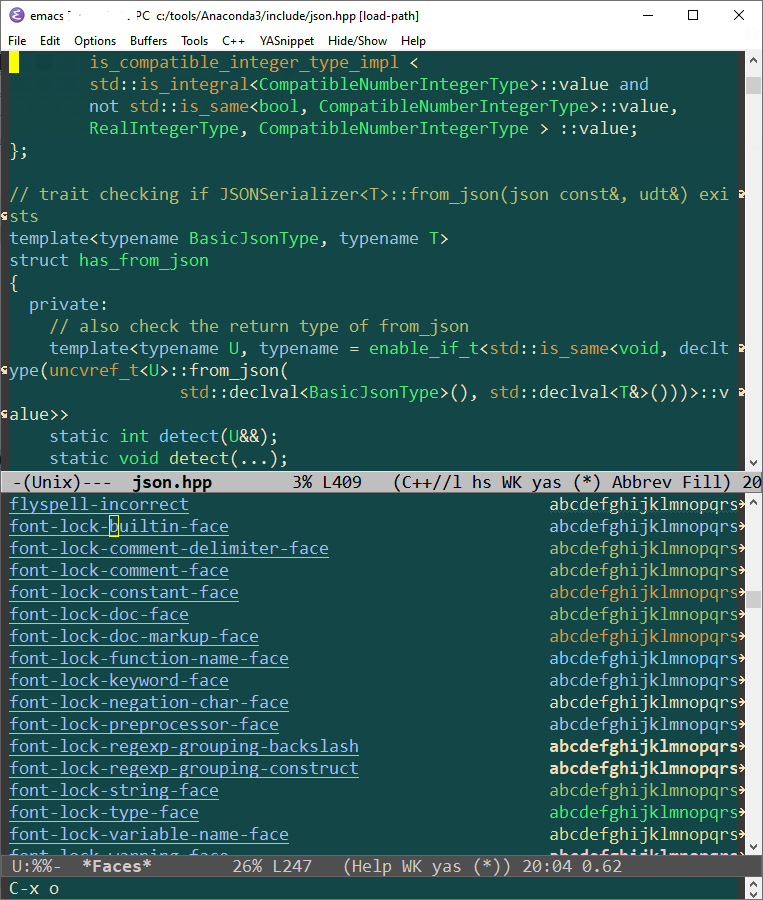 emacs PC c:/tools/Anaconda3/include/json.hpp [load-path]
File Edit Options Buffers Tools C++ YASnippet Hide/Show Help
is_compatible_integer_type_impl <
std::is_integral<CompatibleNumberIntegerType>::value and
not std::is_same<bool, CompatibleNumberIntegerType>::value,
RealIntegerType, CompatibleNumberIntegerType > ::value;
};
// trait checking if JSONSerializer<T>::from_json(json const&, udt&) exi
sts
template<typename BasicJsonType, typename T>
struct has_from_json
{
private:
// also check the return type of from_json
template<typename U, typename = enable_if_t<std::is_same<void, declt
ype(uncvref_t<U>::from_json(
std::declval<BasicJsonType>(), std::declval<T&>()))>::v
alue>>
static int detect(U&&);
static void detect(...);
-(Unix)--- json.hpp 3% L409 (C++//l hs WK yas (*) Abbrev Fill) 20
flyspell-incorrect abcdefghijklmnopqrs
font-lock-builtin-face abcdefghijklmnopqrs
font-lock-comment-delimiter-face abcdefghijklmnopqrs
font-lock-comment-face abcdefghijklmnopqrs
font-lock-constant-face abcdefghijklmnopqrs
font-lock-doc-face abcdefghijklmnopqrs
font-lock-doc-markup-face abcdefghijklmnopqrs
font-lock-function-name-face abcdefghijklmnopqrs
font-lock-keyword-face abcdefghijklmnopqrs
font-lock-negation-char-face abcdefghijklmnopqrs
font-lock-preprocessor-face abcdefghijklmnopqrs
font-lock-regexp-grouping-backslash abcdefghijklmnopqrs
font-lock-regexp-grouping-construct abcdefghijklmnopqrs
font-lock-string-face abcdefghijklmnopqrs
font-lock-type-face abcdefghijklmnopqrs
font-lock-variable-name-face abcdefghijklmnopqrs
U:%%- *Faces* 26% L247 (Help WK yas (*)) 20:04 0.62
C-x o